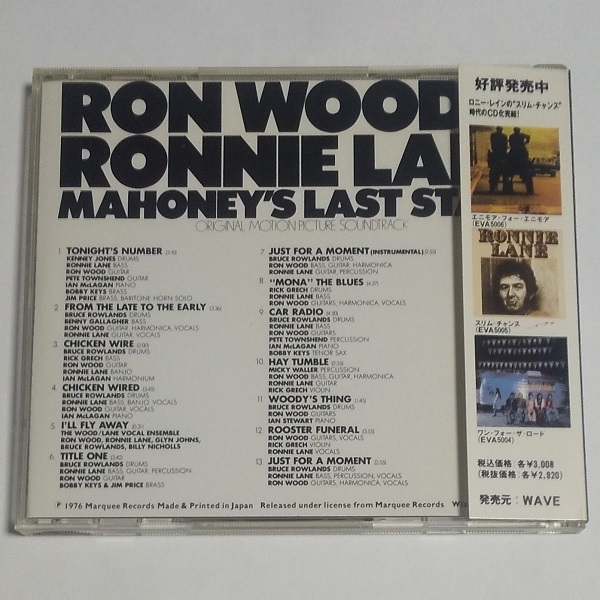 RON WOOD
RONNIE LA
MAHONEY'S LAST ST
ORIGINAL MOTION PICTURE SOUNDTRACK
1 TONIGHT'S NUMBER
KENNEY JONES DRUMS
RONNIE LANE BASS
RON WOOD GUITAR
PETE TOWNSHEND GUITAR
IAN McLAGAN PIANO
BOBBY KEYS BRASS
JIM PRICE BRASS, BARITONE HORN SOLO
2 FROM THE LATE TO THE EARLY
BRUCE ROWLANDS DRUMS
BENNY GALLAGHER BASS
RON WOOD GUITAR, HARMONICA, VOCALS
RONNIE LANE GUITAR, VOCALS
3 CHICKEN WIRE
BRUCE ROWLANDS DRUMS
RICK GRECH BASS
RON WOOD GUITAR
RONNIE LANE BANJO
IAN McLAGAN HARMONIUM
4 CHICKEN WIRED
BRUCE ROWLANDS DRUMS
RONNIE LANE BASS, BANJO, VOCALS
RON WOOD GUITAR, VOCALS
IAN McLAGAN PIANO
5 I'LL FLY AWAY
THE WOOD/LANE VOCAL ENSEMBLE
RON WOOD, RONNIE LANE, GLYN JOHNS,
BRUCE ROWLANDS, BILLY NICHOLLS
6 TITLE ONE
BRUCE ROWLANDS DRUMS
RONNIE LANE BASS, GUITAR, PERCUSSION
RON WOOD GUITAR
BOBBY KEYS & JIM PRICE BRASS
7 JUST FOR A MOMENT (INSTRUMENTAL)
BRUCE ROWLANDS DRUMS
RON WOOD BASS, GUITAR, HARMONICA
RONNIE LANE GUITAR, PERCUSSION
8 "MONA" THE BLUES
RICK GRECH DRUMS
RONNIE LANE BASS
RON WOOD GUITARS, HARMONICA, VOCALS
9 CAR RADIO
BRUCE ROWLANDS DRUMS
RONNIE LANE BASS
RON WOOD GUITARS
PETE TOWNSHEND PERCUSSION
IAN McLAGAN PIANO
BOBBY KEYS TENOR SAX
10 HAY TUMBLE
MICKY WALLER PERCUSSION
RON WOOD BASS, GUITAR, HARMONICA
RONNIE LANE GUITAR
RICK GRECH VIOLIN
11 WOODY'S THING
BRUCE ROWLANDS DRUMS
RON WOOD GUITARS
IAN STEWART PIANO
12 ROOSTER FUNERAL
RON WOOD GUITAR, VOCALS
RICK GRECH VIOLIN
RONNIE LANE VOCALS
13 JUST FOR A MOMENT
BRUCE ROWLANDS DRUMS
RONNIE LANE BASS, PERCUSSION, VOCALS
RON WOOD GUITARS, HARMONICA, VOCALS
℗ 1976 Marquee Records Made & Printed in Japan Released under license from Marquee Records
好評発売中
ロニー・レインの"スリム・チャンス"
時代のCD化完結!
エニモア・フォー・エニモア
(EVA5006)
RONNIE
LANE
スリム・チャンス
(EVA5005)
ワン・フォー・ザ・ロード
(EVA5004)
税込価格:各¥3,008
(税抜価格:各¥2,920)
発売元:WAVE